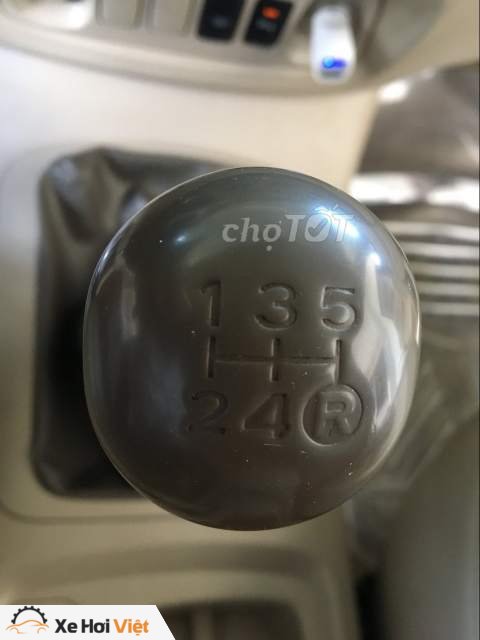 chợTỐT
1 3 5
2 4 R
Xe Hơi Việt